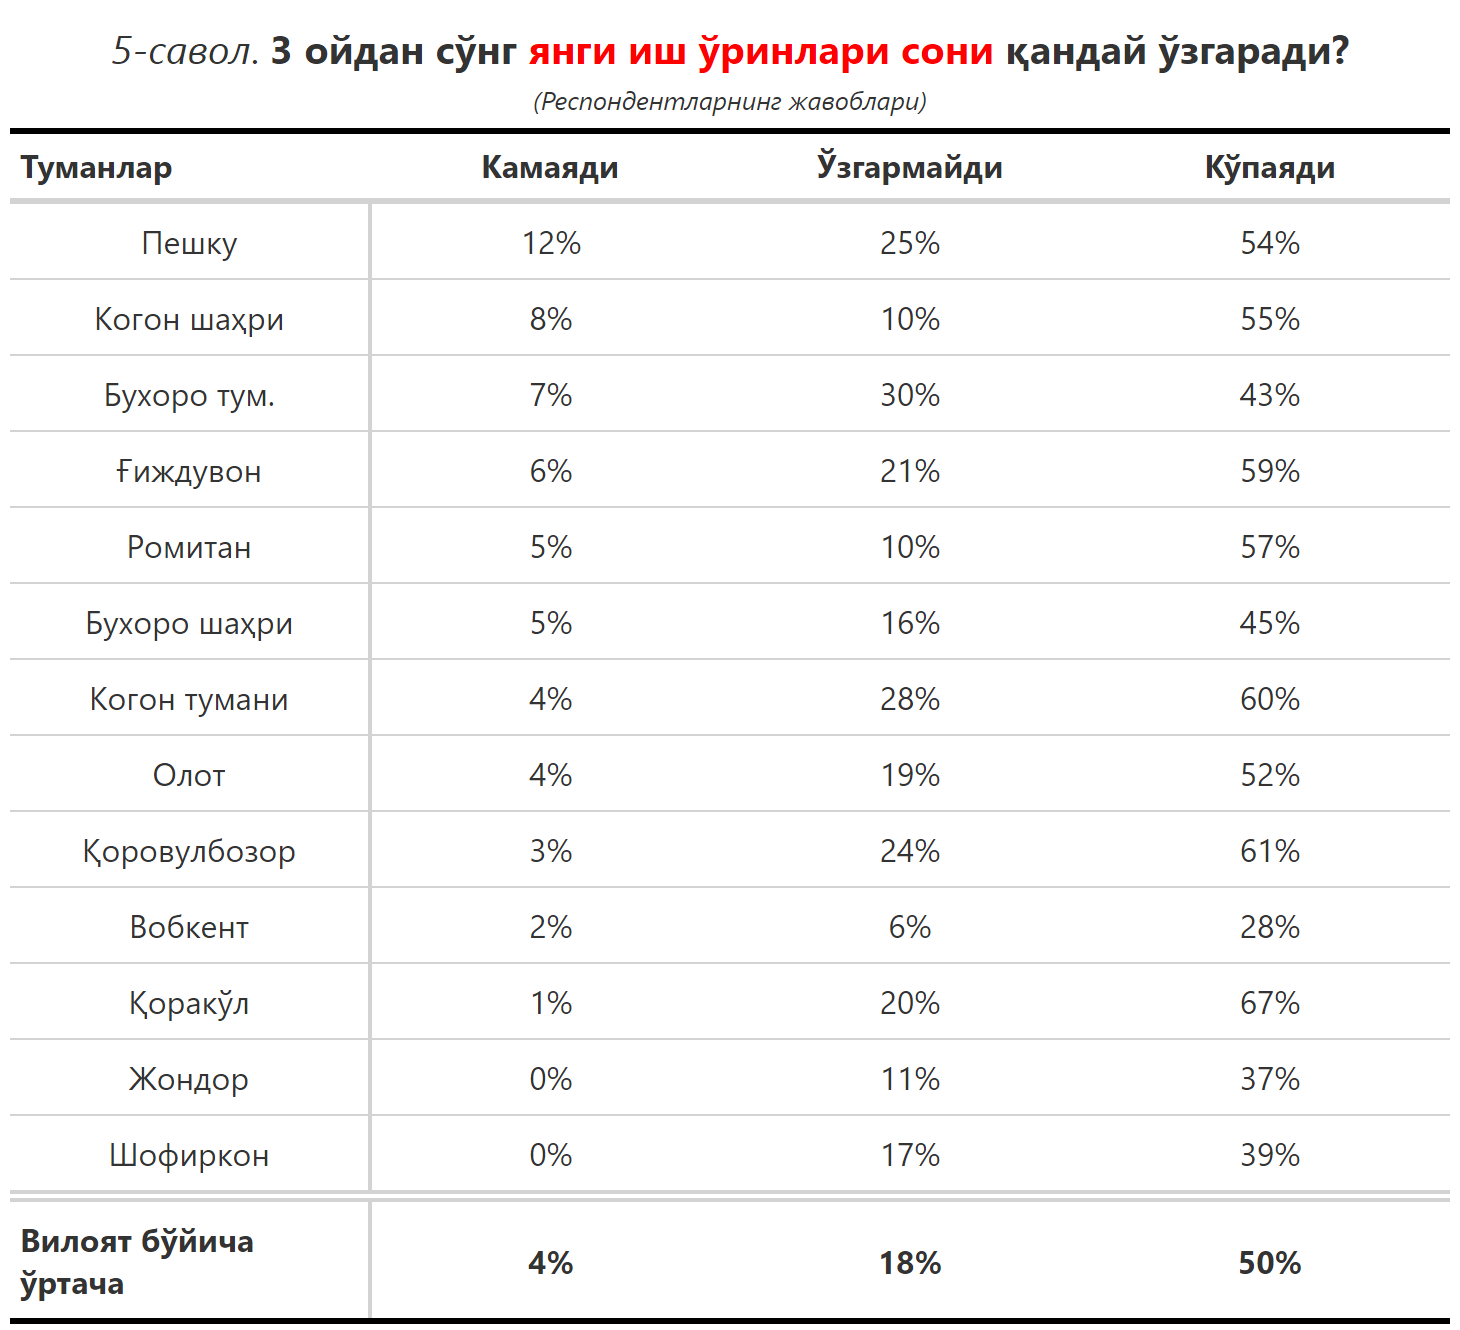 5-савол. 3 ойдан сўнг янги иш ўринлари сони қандай ўзгаради?
(Респондентларнинг жавоблари)
Туманлар Камаяди Ўзгармайди Кўпаяди
Пешку 12% 25% 54%
Когон шаҳри 8% 10% 55%
Бухоро тум. 7% 30% 43%
Ғиждувон 6% 21% 59%
Ромитан 5% 10% 57%
Бухоро шаҳри 5% 16% 45%
Когон тумани 4% 28% 60%
Олот 4% 19% 52%
Қоровулбозор 3% 24% 61%
Вобкент 2% 6% 28%
Қоракўл 1% 20% 67%
Жондор 0% 11% 37%
Шофиркон 0% 17% 39%
Вилоят бўйича
ўртача 4% 18% 50%